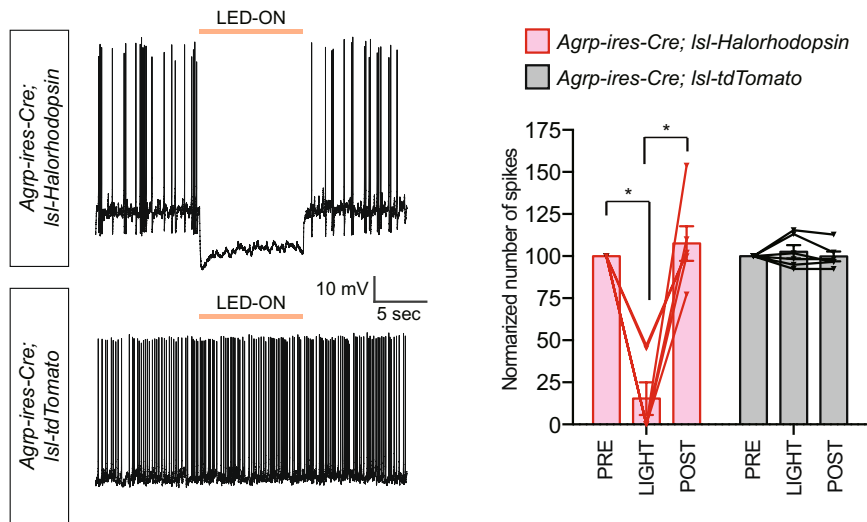 LED-ON
Agrp-ires-Cre;
lsl-Halorhodopsin
10 mV
5 sec
LED-ON
Agrp-ires-Cre;
lsl-tdTomato
Agrp-ires-Cre; lsl-Halorhodopsin
Agrp-ires-Cre; lsl-tdTomato
Normarized number of spikes
175
150
125
100
75
50
25
0
*
*
PRE
LIGHT
POST
PRE
LIGHT
POST